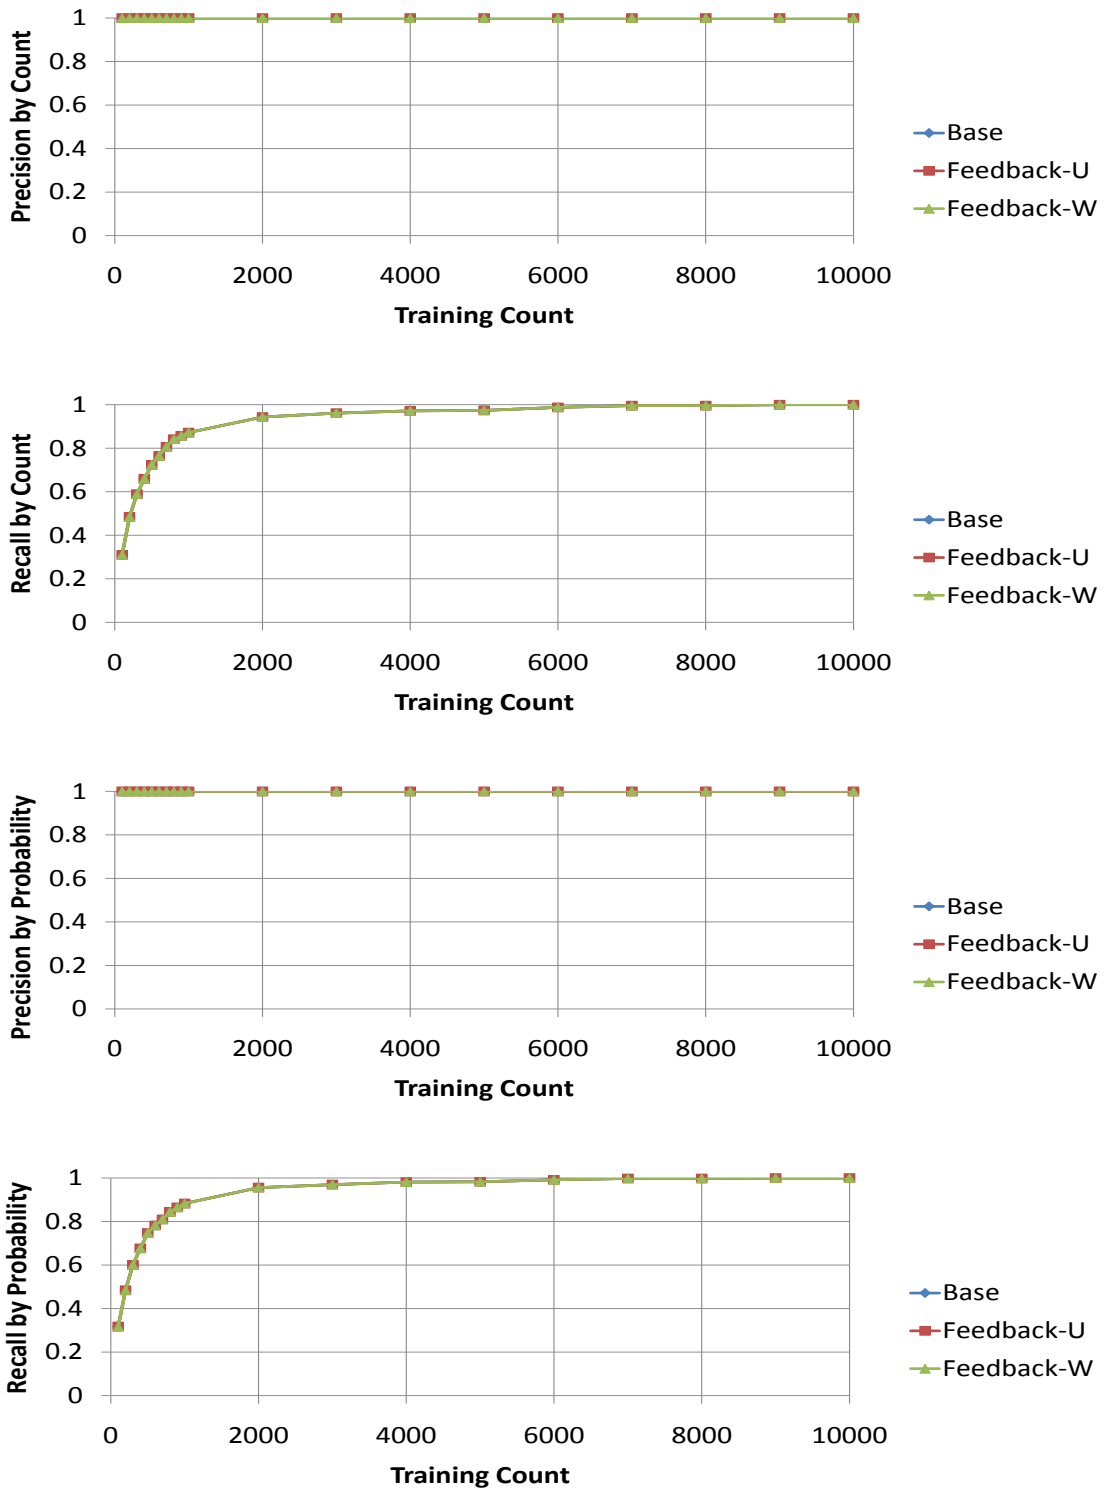 Precision by Count
1
0.8
0.6
0.4
0.2
0
0 2000 4000 6000 8000 10000
Training Count
Base
Feedback-U
Feedback-W
Recall by Count
1
0.8
0.6
0.4
0.2
0
0 2000 4000 6000 8000 10000
Training Count
Base
Feedback-U
Feedback-W
Precision by Probability
1
0.8
0.6
0.4
0.2
0
0 2000 4000 6000 8000 10000
Training Count
Base
Feedback-U
Feedback-W
Recall by Probability
1
0.8
0.6
0.4
0.2
0
0 2000 4000 6000 8000 10000
Training Count
Base
Feedback-U
Feedback-W